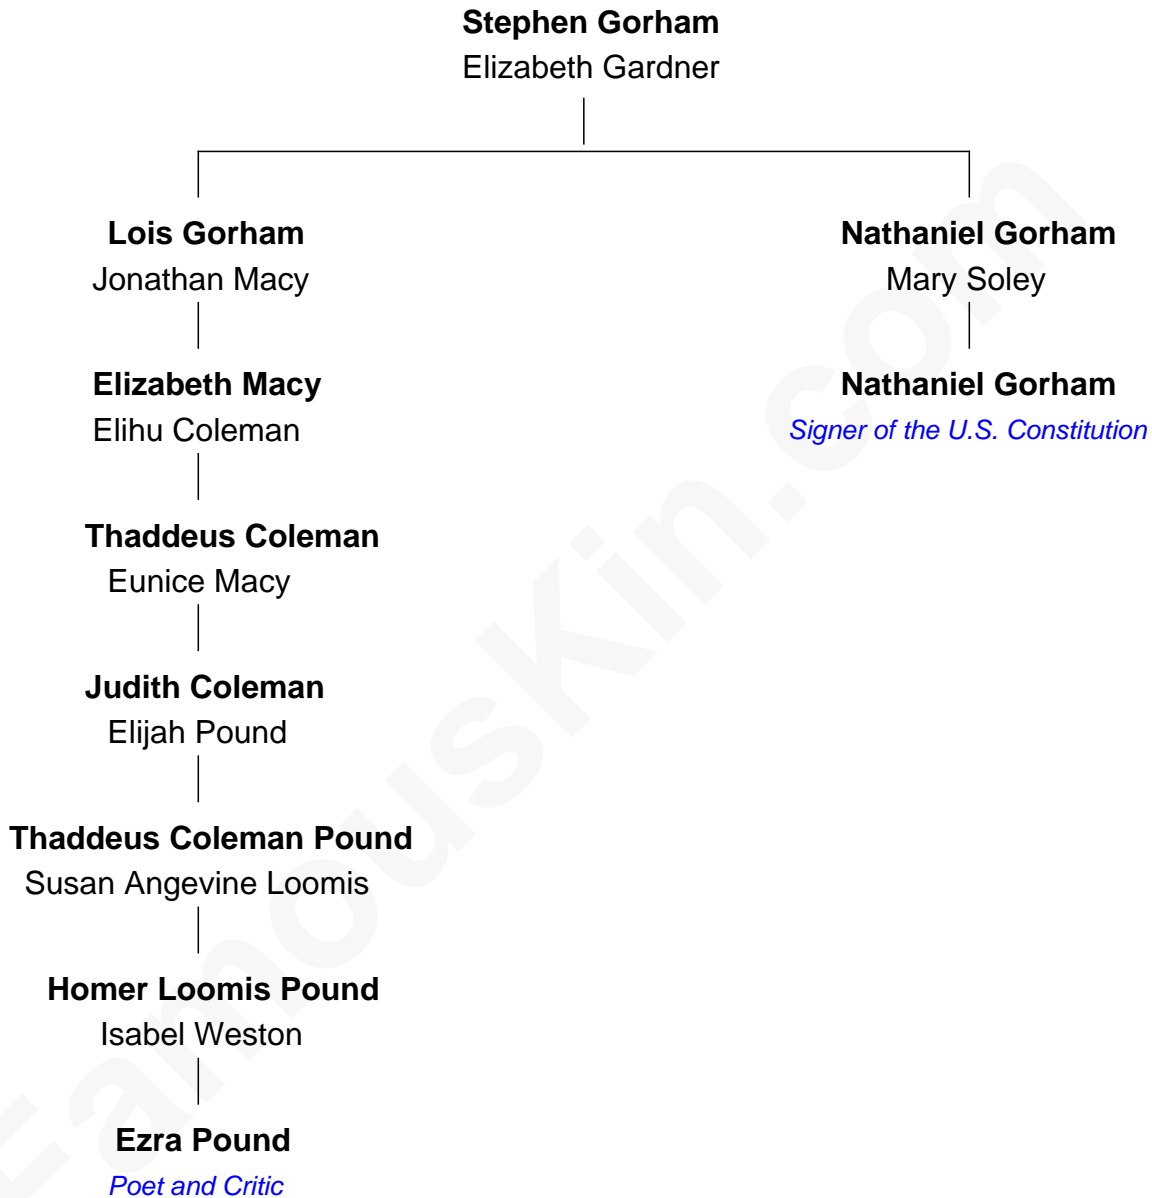 Stephen Gorham
Elizabeth Gardner
Lois Gorham
Jonathan Macy
Nathaniel Gorham
Mary Soley
Elizabeth Macy
Elihu Coleman
Nathaniel Gorham
Signer of the U.S. Constitution
Thaddeus Coleman
Eunice Macy
Judith Coleman
Elijah Pound
Thaddeus Coleman Pound
Susan Angevine Loomis
Homer Loomis Pound
Isabel Weston
Ezra Pound
Poet and Critic
FamousKin.com